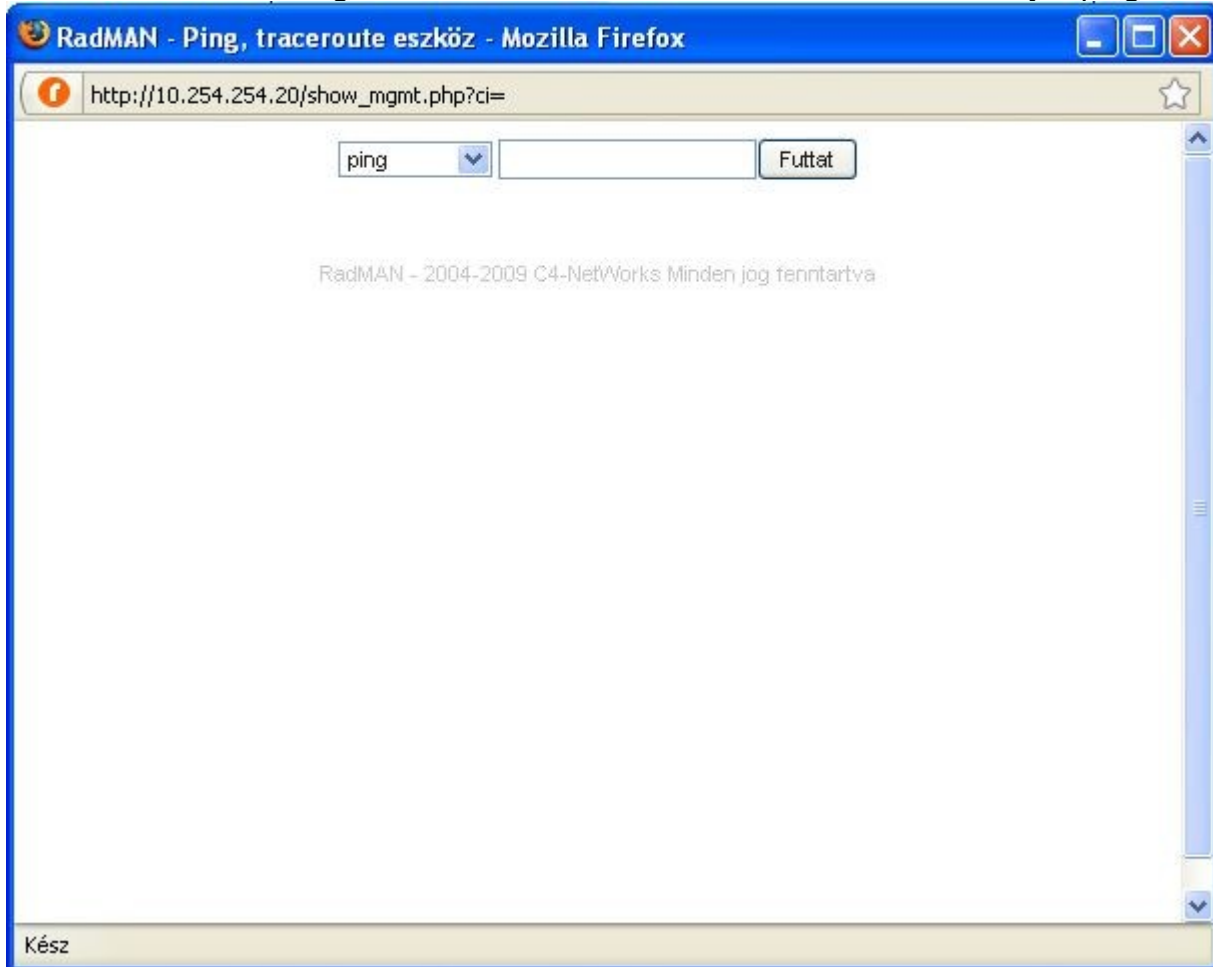 RadMAN - Ping, traceroute eszköz - Mozilla Firefox
http://10.254.254.20/show_mgmt.php?ci=
ping Futtat
RadMAN - 2004-2009 C4-NetWorks Minden jog fenntartva
Kész